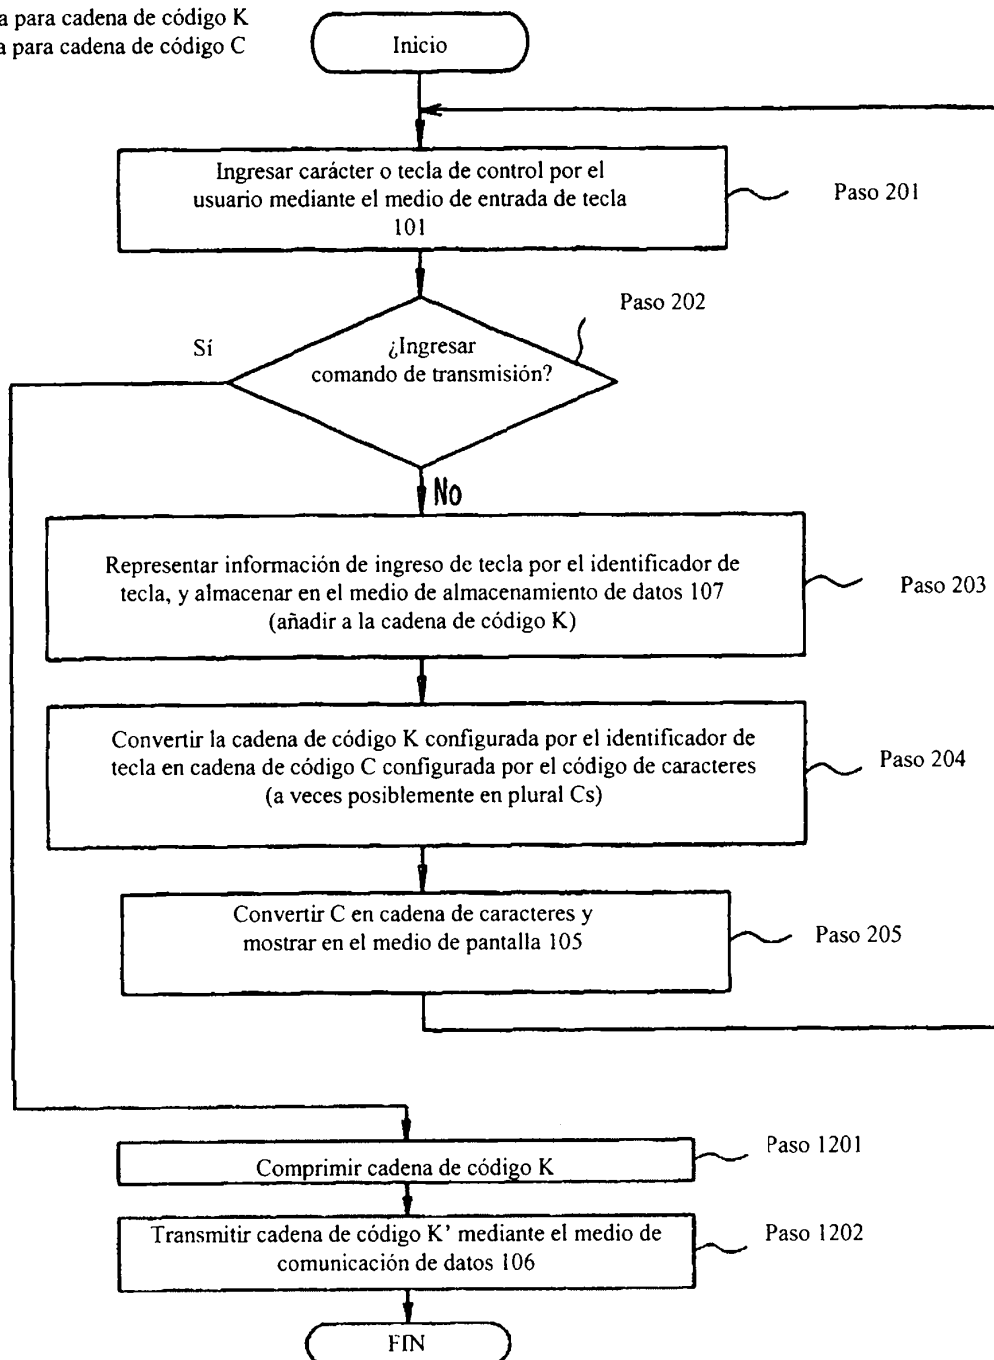 para cadena de código K
para cadena de código C
Inicio
Ingresar carácter o tecla de control por el
usuario mediante el medio de entrada de tecla
101
Paso 201
Paso 202
Sí
¿Ingresar
comando de transmisión?
No
Representar información de ingreso de tecla por el identificador de
tecla, y almacenar en el medio de almacenamiento de datos 107
(añadir a la cadena de código K)
Paso 203
Convertir la cadena de código K configurada por el identificador de
tecla en cadena de código C configurada por el código de caracteres
(a veces posiblemente en plural Cs)
Paso 204
Convertir C en cadena de caracteres y
mostrar en el medio de pantalla 105
Paso 205
Comprimir cadena de código K
Paso 1201
Transmitir cadena de código K’ mediante el medio de
comunicación de datos 106
Paso 1202
FIN